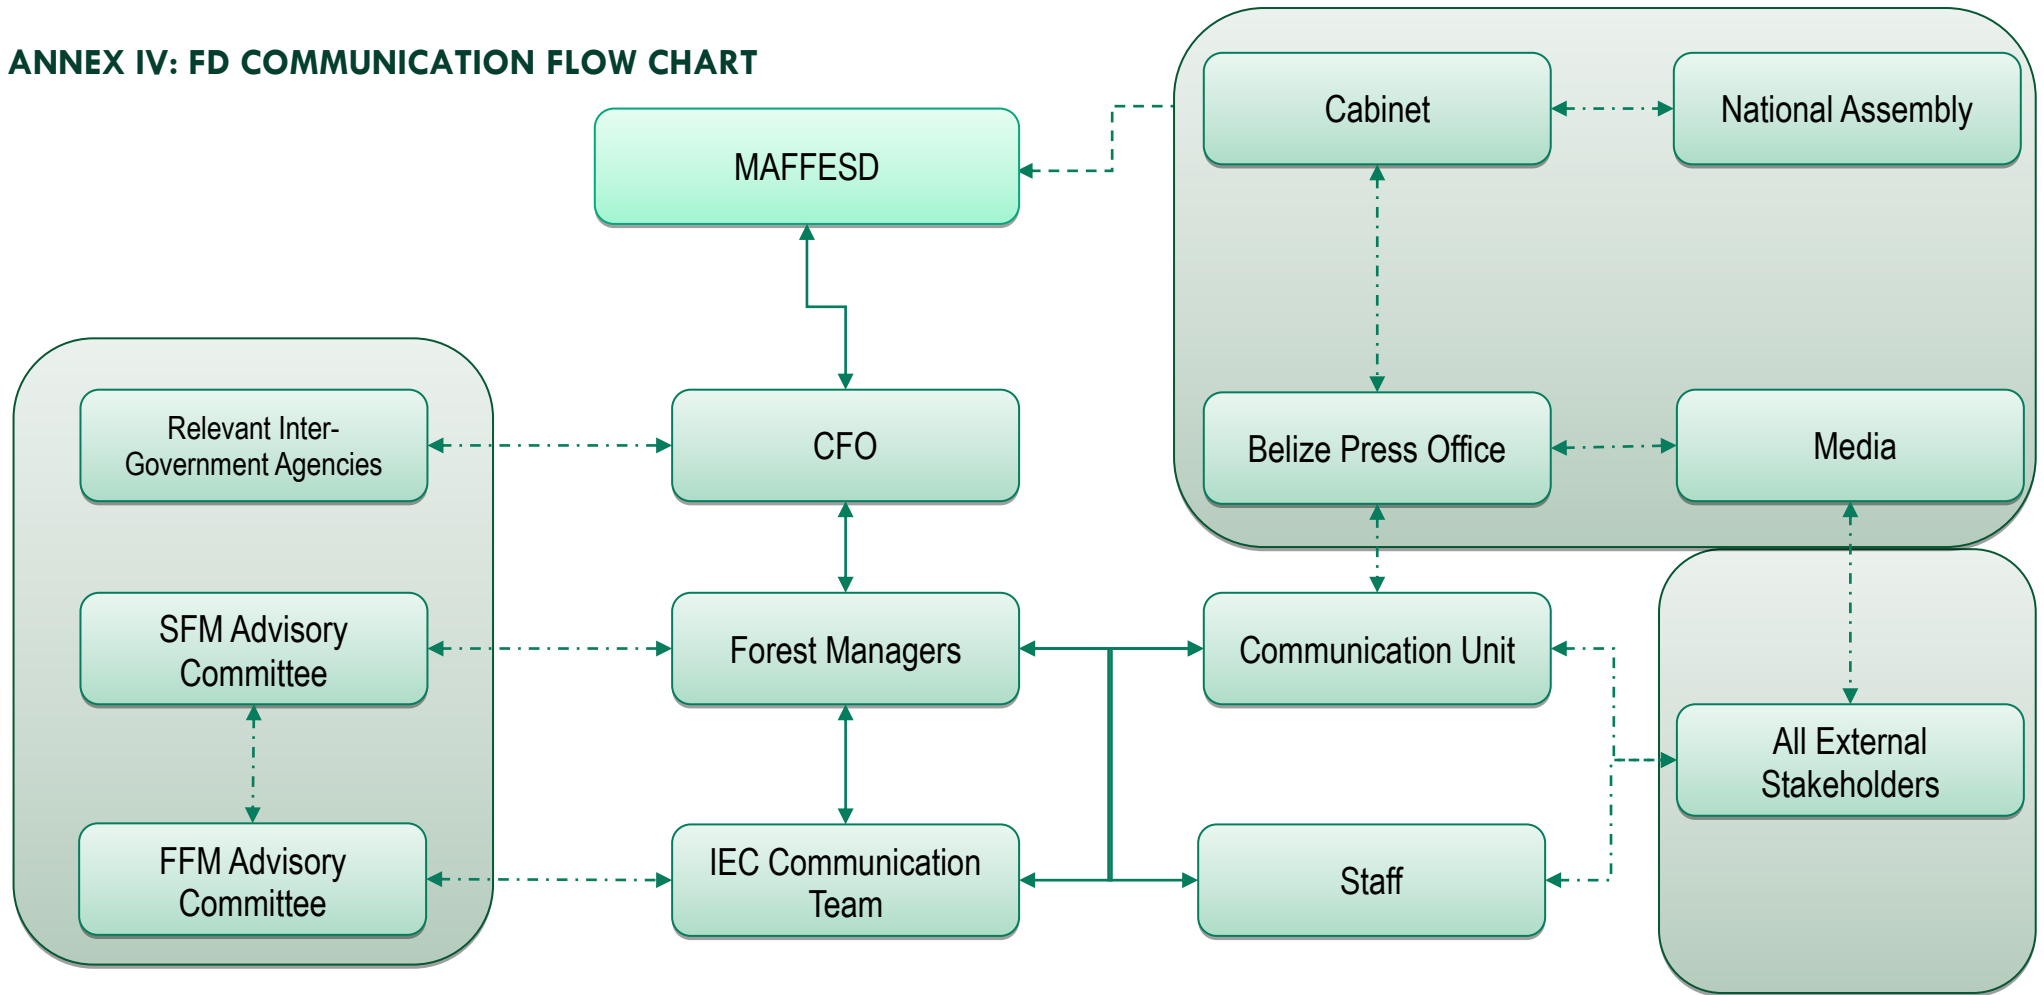 ANNEX IV: FD COMMUNICATION FLOW CHART
Cabinet
National Assembly
MAFFESD
Relevant Inter-
Government Agencies
CFO
Belize Press Office
Media
SFM Advisory
Committee
Forest Managers
Communication Unit
All External
Stakeholders
FFM Advisory
Committee
IEC Communication
Team
Staff